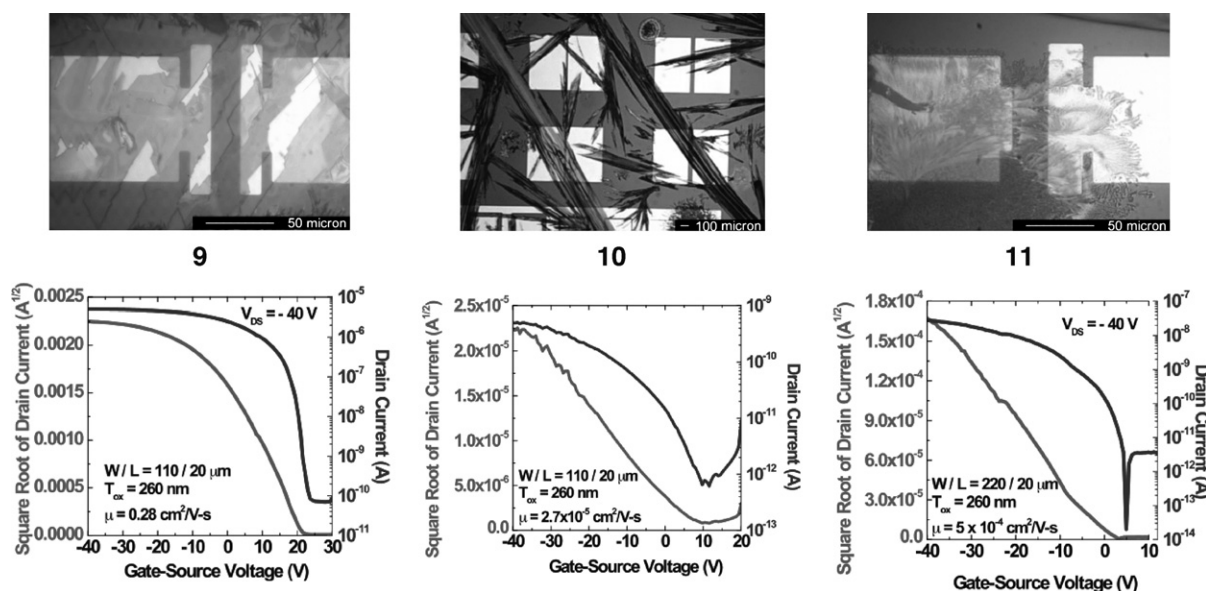 50 micron
100 micron
50 micron
9
10
11
Square Root of Drain Current (A^1/2)
0.0025
0.0020
0.0015
0.0010
0.0005
0.0000
V_DS = - 40 V
W / L = 110 / 20 μm
T_ox = 260 nm
μ = 0.28 cm²/V-s
10⁻⁵
10⁻⁶
10⁻⁷
10⁻⁸
10⁻⁹
10⁻¹⁰
10⁻¹¹
Drain Current (A)
-40 -30 -20 -10 0 10 20 30
Gate-Source Voltage (V)
Square Root of Drain Current (A^1/2)
2.5x10⁻⁵
2.0x10⁻⁵
1.5x10⁻⁵
1.0x10⁻⁵
5.0x10⁻⁶
0.0
W / L = 110 / 20 μm
T_ox = 260 nm
μ = 2.7x10⁻⁵ cm²/V-s
10⁻⁹
10⁻¹⁰
10⁻¹¹
10⁻¹²
10⁻¹³
Drain Current (A)
-40 -30 -20 -10 0 10 20
Gate-Source Voltage (V)
Square Root of Drain Current (A^1/2)
1.8x10⁻⁴
1.5x10⁻⁴
1.2x10⁻⁴
9.0x10⁻⁵
6.0x10⁻⁵
3.0x10⁻⁵
0.0
V_DS = - 40 V
W / L = 220 / 20 μm
T_ox = 260 nm
μ = 5 x 10⁻⁴ cm²/V-s
10⁻⁷
10⁻⁸
10⁻⁹
10⁻¹⁰
10⁻¹¹
10⁻¹²
10⁻¹³
10⁻¹⁴
Drain Current (A)
-40 -30 -20 -10 0 10
Gate-Source Voltage (V)